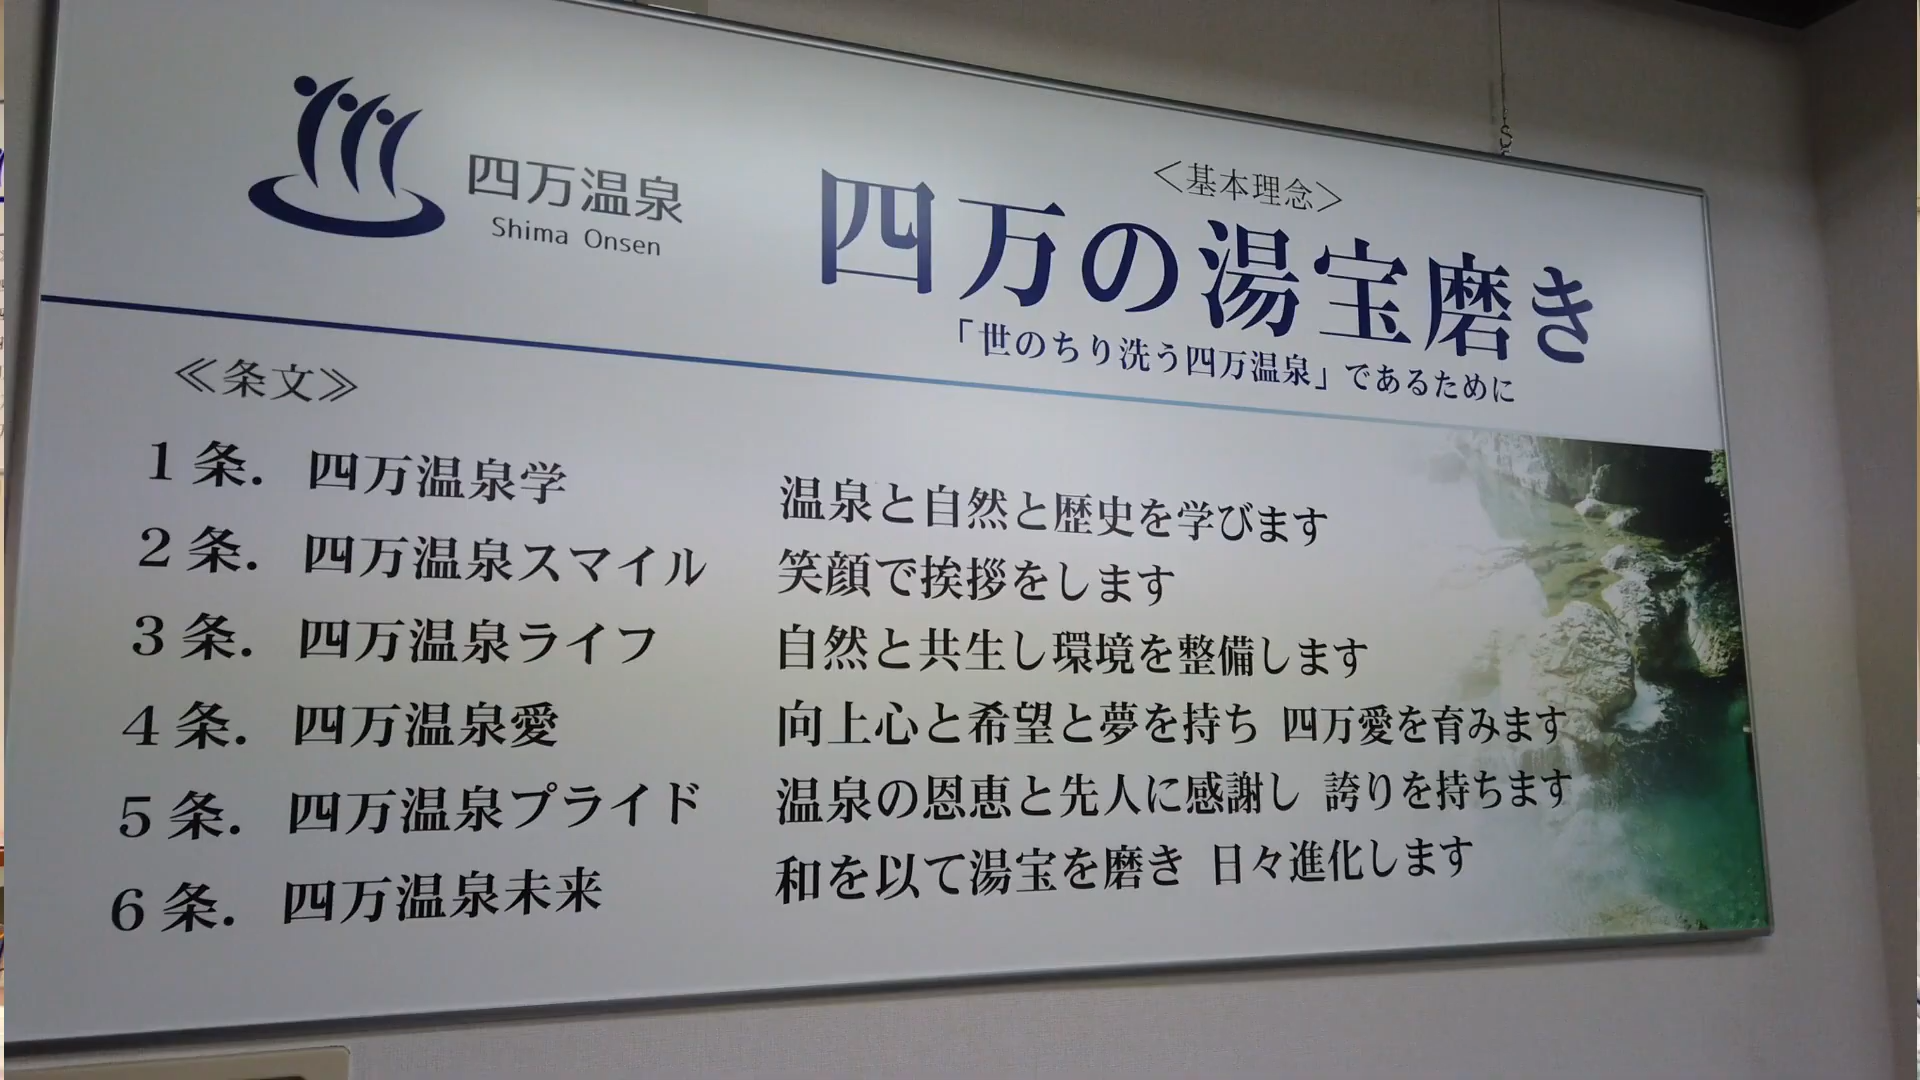 四万温泉
Shima Onsen
＜基本理念＞
四万の湯宝磨き
「世のちり洗う四万温泉」であるために
≪条文≫
1条. 四万温泉学 温泉と自然と歴史を学びます
2条. 四万温泉スマイル 笑顔で挨拶をします
3条. 四万温泉ライフ 自然と共生し環境を整備します
4条. 四万温泉愛 向上心と希望と夢を持ち 四万愛を育みます
5条. 四万温泉プライド 温泉の恩恵と先人に感謝し 誇りを持ちます
6条. 四万温泉未来 和を以て湯宝を磨き 日々進化します